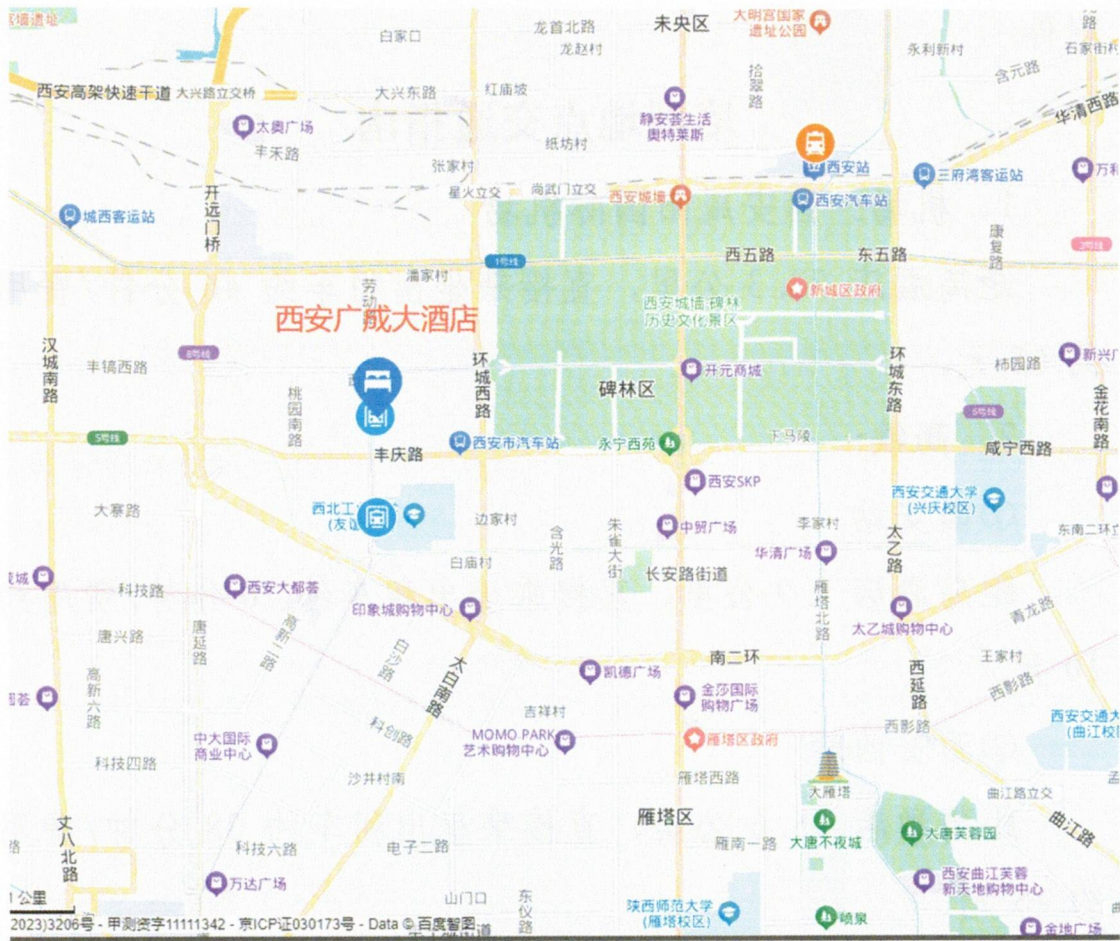 宫墙遗址
白家口
龙首北路
龙赵村
未央区
大明宫国家
遗址公园
永利新村
石家街村
拾翠路
含元路
西安高架快速干道
大兴路立交桥
大兴东路
红庙坡
静安荟生活
奥特莱斯
华清西路
太奥广场
丰禾路
纸坊村
张家村
西安站
三府湾客运站
万和
星火立交
尚武门立交
西安城墙
西安汽车站
城西客运站
开远门桥
康复路
3号线
1号线
西五路
东五路
潘家村
劳动
新城区政府
西安城墙·碑林
历史文化景区
西安广成大酒店
汉城南路
8号线
丰镐西路
环城西路
开元商城
环城东路
柿园路
新兴广
桃园南路
碑林区
金花南路
6号线
5号线
西安市汽车站
永宁西苑
下马陵
咸宁西路
丰庆路
西安SKP
西安交通大学
(兴庆校区)
大寨路
西北工
(友谊
边家村
朱雀大街
中贸广场
李家村
含光路
华清广场
太乙路
东南二环立
白庙村
长安路街道
科技路
西安大都荟
印象城购物中心
雁塔北路
太乙城购物中心
青龙路
唐兴路
唐延路
高新二路
白沙路
太白南路
南二环
王家村
凯德广场
西延路
西影路
高新六路
金莎国际
购物广场
吉祥村
西影路
西安交通大
(曲江校
中大国际
商业中心
科创路
MOMO PARK
艺术购物中心
雁塔区政府
科技四路
沙井村南
雁塔西路
大雁塔
曲江路立交
丈八北路
雁塔区
曲江路
大唐不夜城
大唐芙蓉园
科技六路
电子二路
雁南一路
万达广场
西安曲江芙蓉
新天地购物中心
山门口
东仪路
1公里
陕西师范大学
(雁塔校区)
喷泉
金地广场
2023)3206号 - 甲测资字11111342 - 京ICP证030173号 - Data © 百度智图